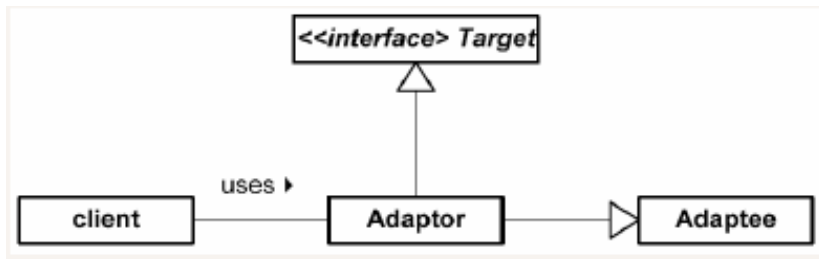 <<interface> Target
uses ▸
client
Adaptor
Adaptee